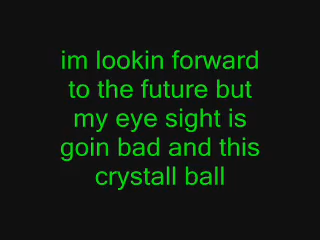 im lookin forward
to the future but
my eye sight is
goin bad and this
crystall ball